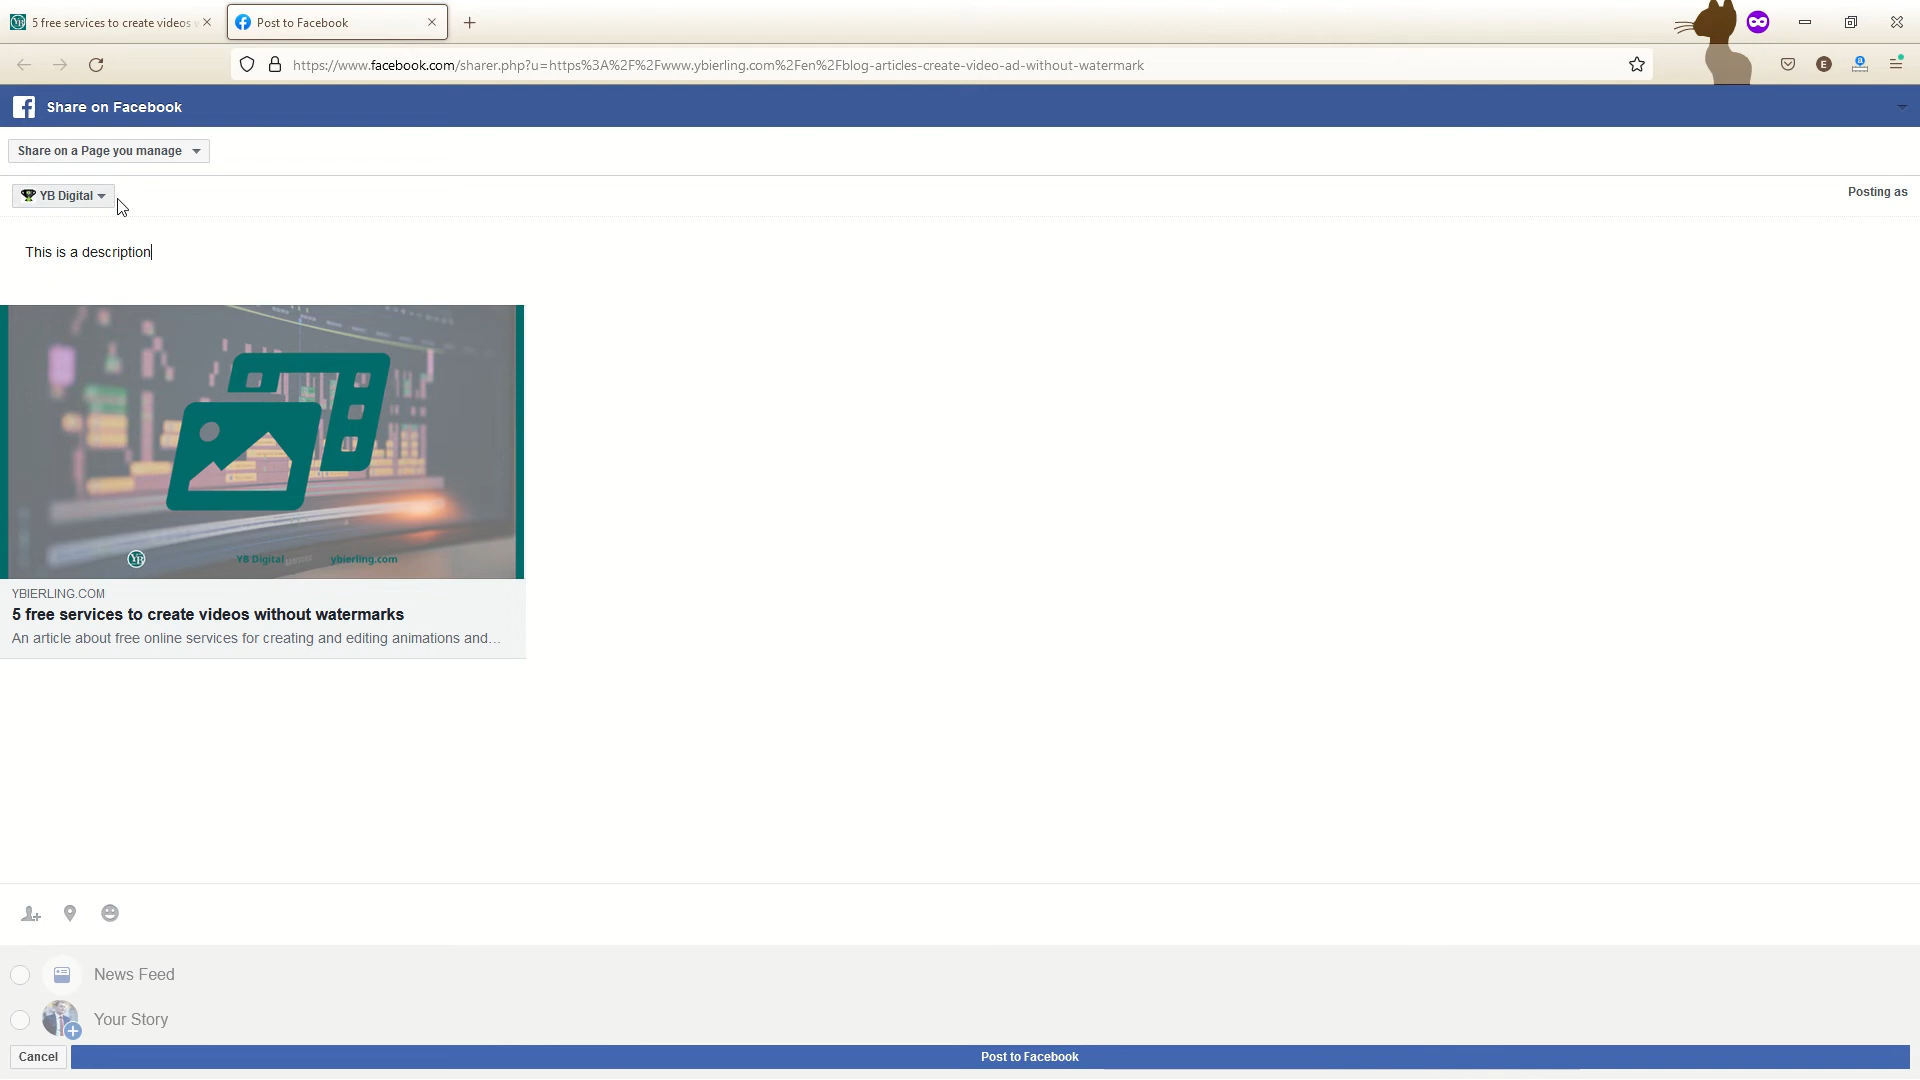 5 free services to create videos w
Post to Facebook
https://www.facebook.com/sharer.php?u=https%3A%2F%2Fwww.ybierling.com%2Fen%2Fblog-articles-create-video-ad-without-watermark
E
Share on Facebook
Share on a Page you manage
YB Digital
Posting as
This is a description
YB
YB Digital
ybierling.com
YBIERLING.COM
5 free services to create videos without watermarks
An article about free online services for creating and editing animations and...
News Feed
Your Story
Cancel
Post to Facebook